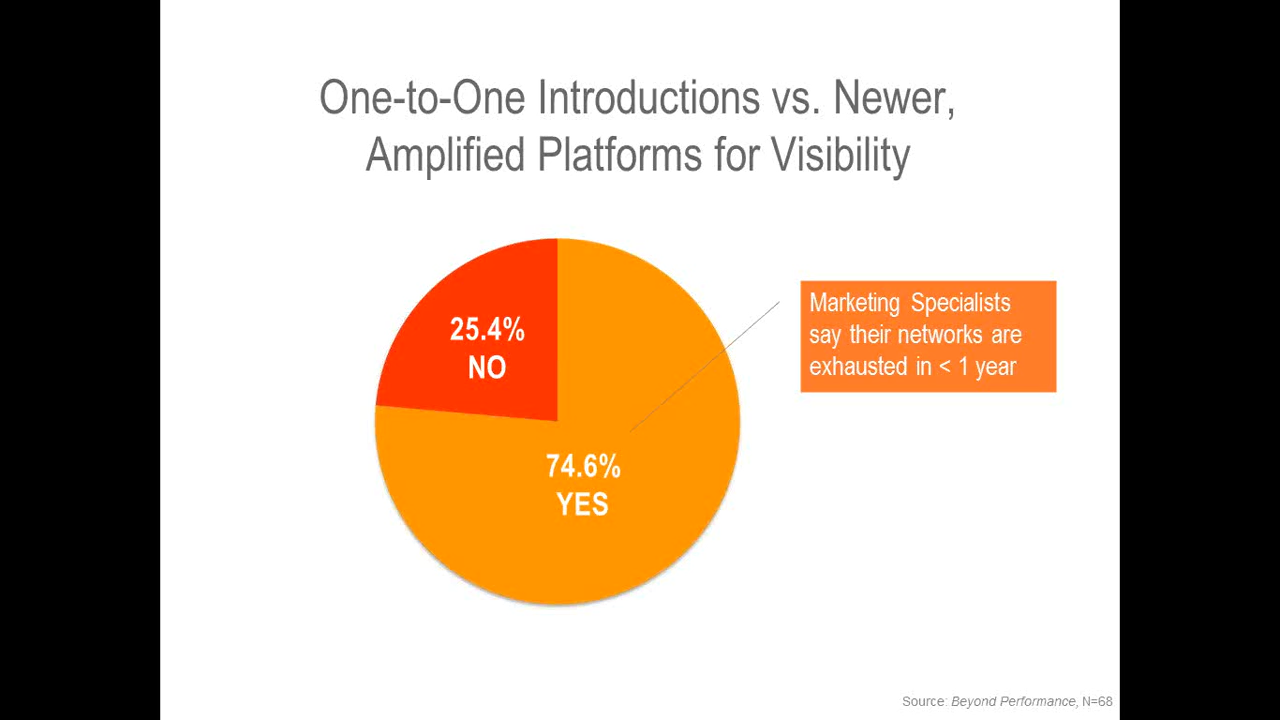 One-to-One Introductions vs. Newer,
Amplified Platforms for Visibility
25.4%
NO
74.6%
YES
Marketing Specialists
say their networks are
exhausted in < 1 year
Source: Beyond Performance, N=68